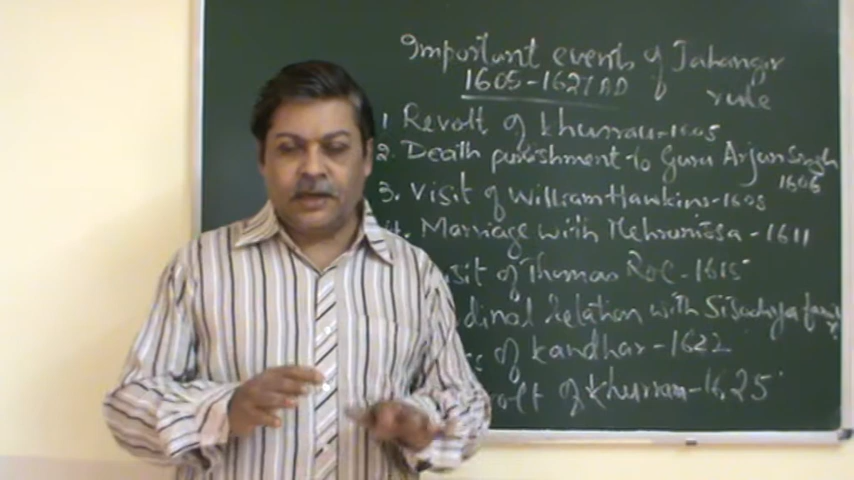 Important events of Jahangir
1605-1627 AD rule
1 Revolt of Khurrau-1605
2. Death punishment to Guru Arjun Singh
1606
3. Visit of William Hawkins-1608
4. Marriage with Mehrunissa - 1611
sit of Thomas Roe - 1615
dinal Relation with Sisodiya family
of Kandhar-1622
volt of Khurram-1625